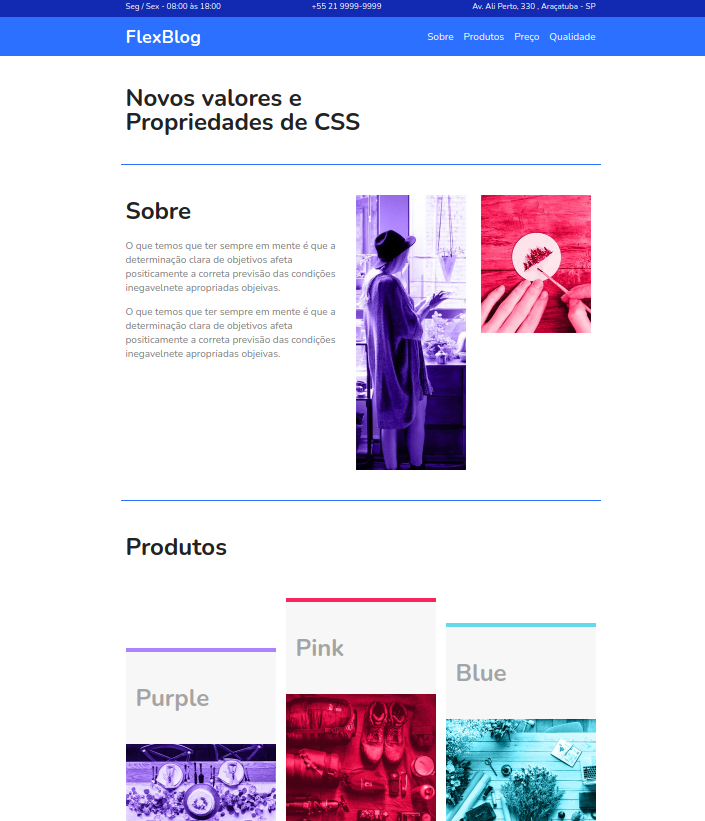 Seg / Sex - 08:00 às 18:00 +55 21 9999-9999 Av. Ali Perto, 330 , Araçatuba - SP
FlexBlog Sobre Produtos Preço Qualidade
Novos valores e
Propriedades de CSS
Sobre
O que temos que ter sempre em mente é que a
determinação clara de objetivos afeta
positicamente a correta previsão das condições
inegavelnete apropriadas objeivas.
O que temos que ter sempre em mente é que a
determinação clara de objetivos afeta
positicamente a correta previsão das condições
inegavelnete apropriadas objeivas.
Produtos
Purple
Pink
Blue